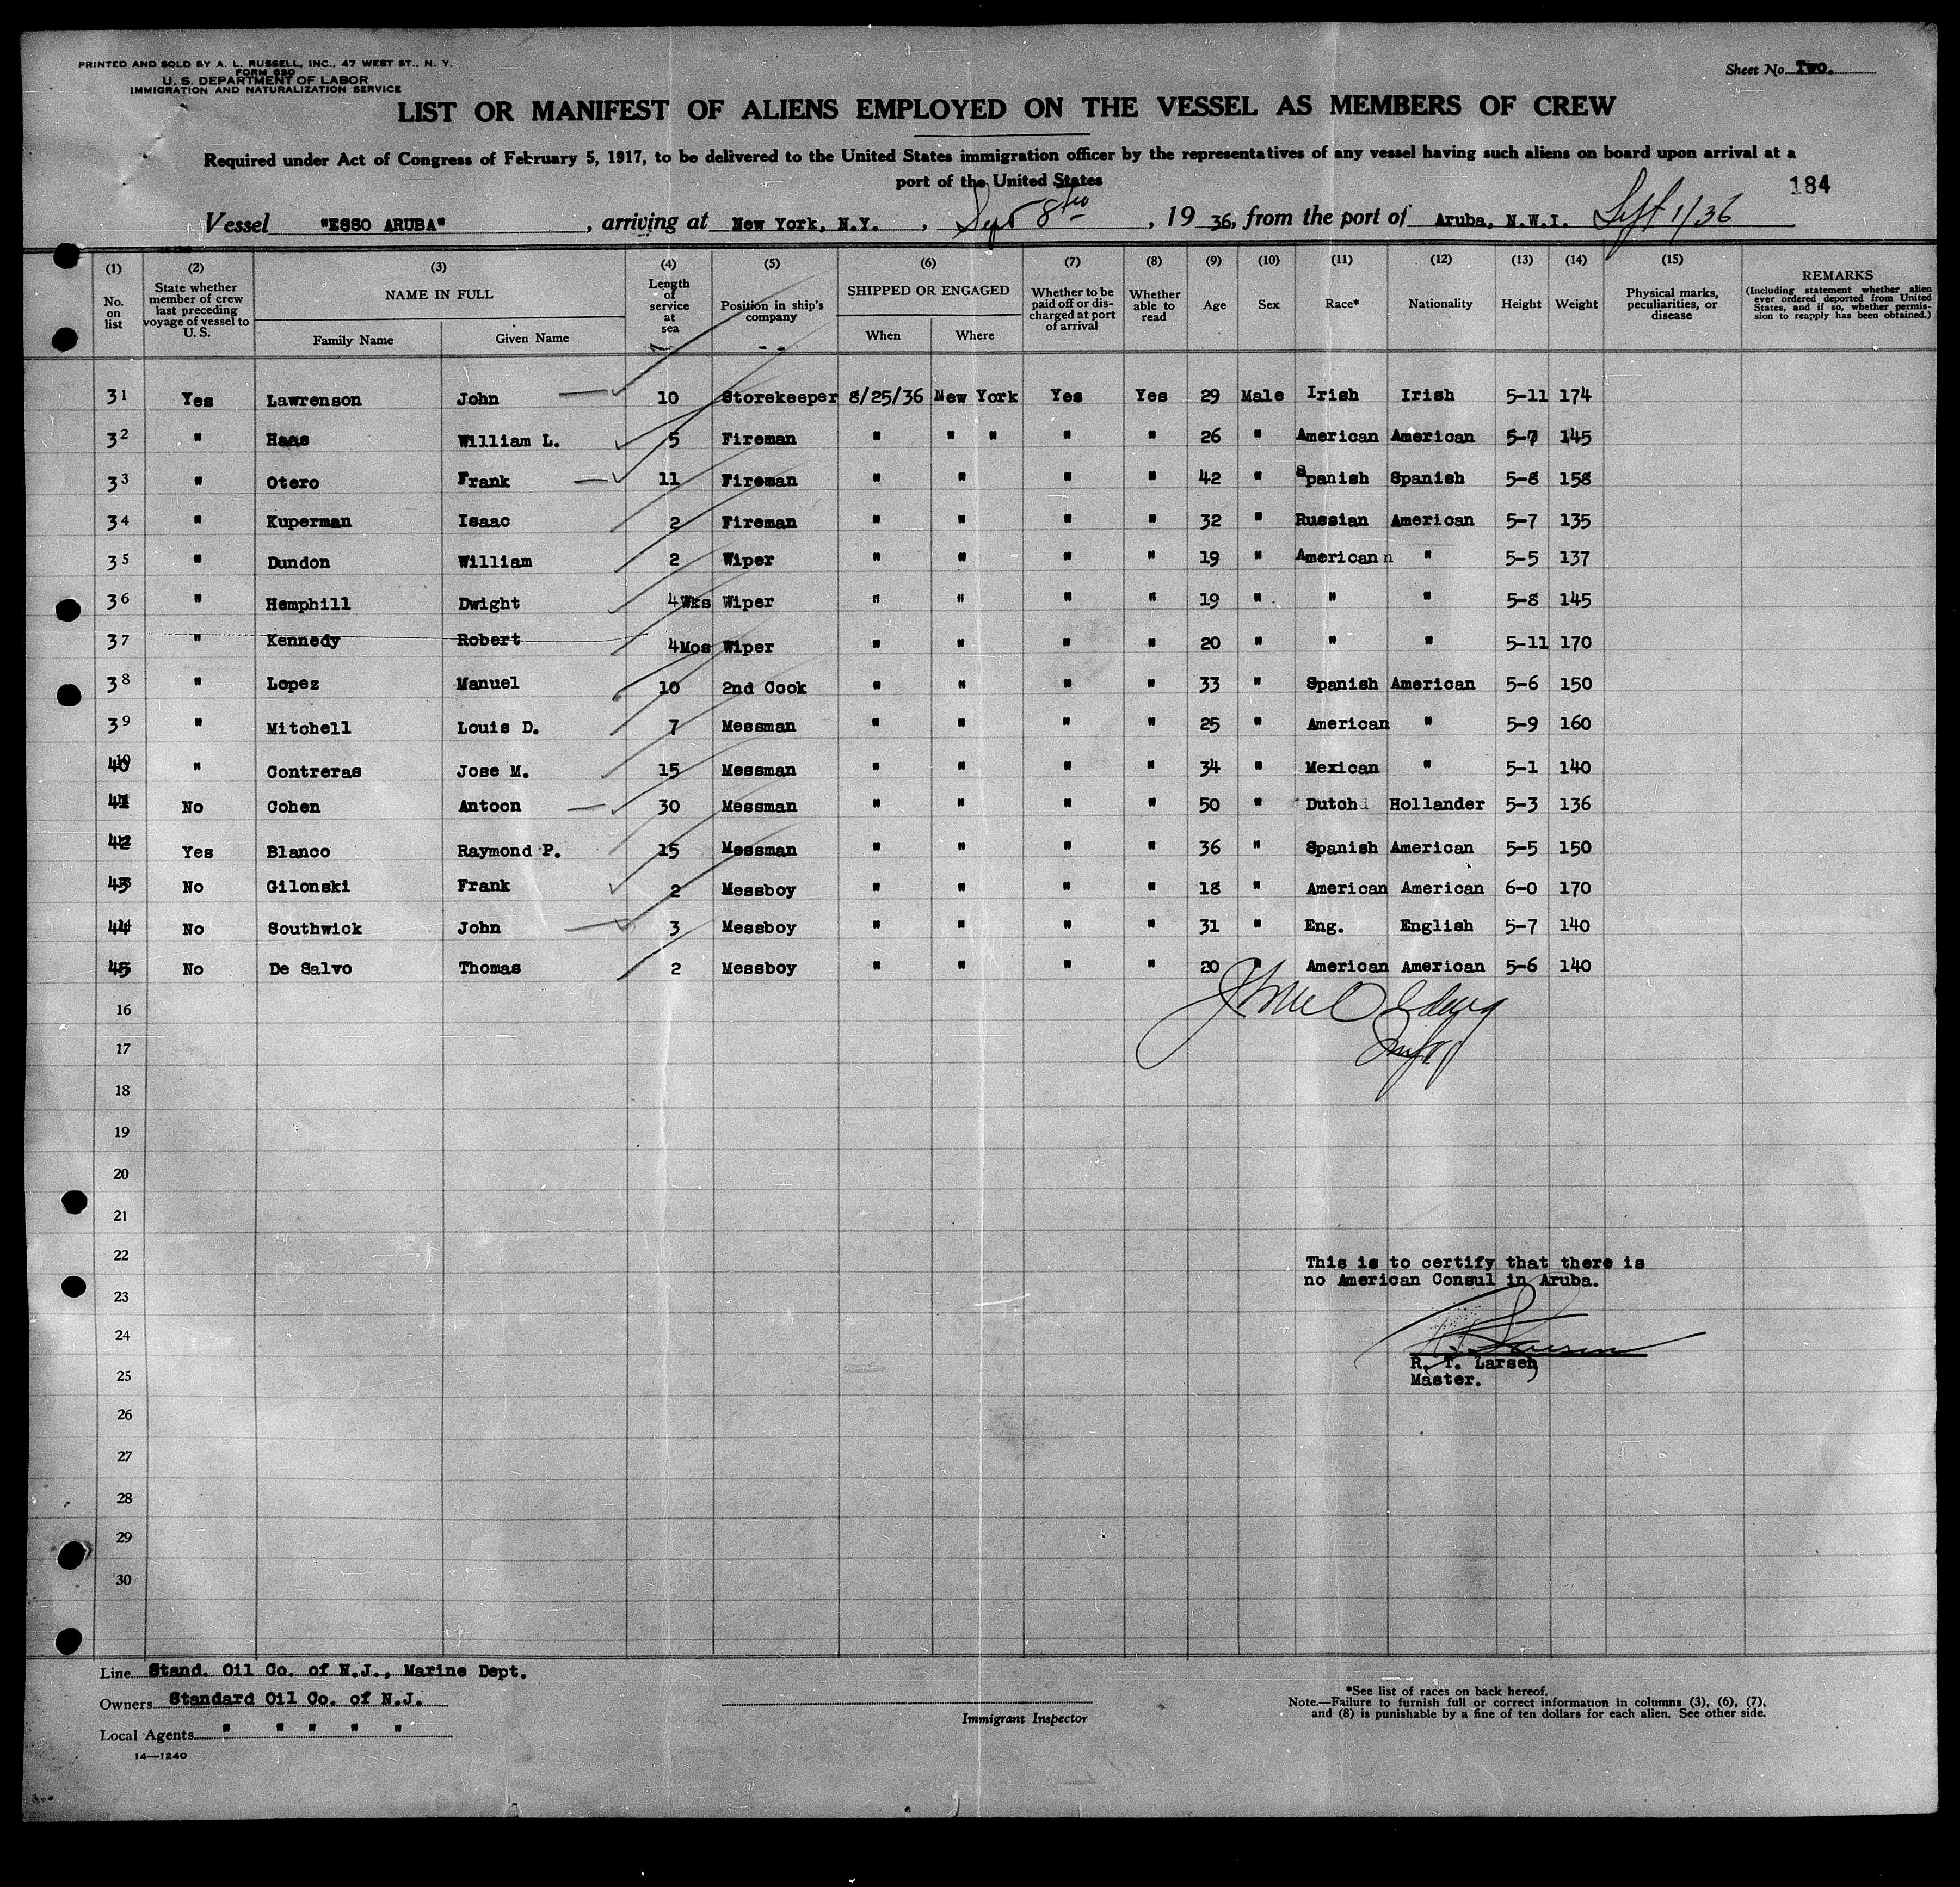 PRINTED AND SOLD BY A. L. RUSSELL, INC., 47 WEST ST., N. Y.
FORM 680
U. S. DEPARTMENT OF LABOR
IMMIGRATION AND NATURALIZATION SERVICE
Sheet No. Two.
LIST OR MANIFEST OF ALIENS EMPLOYED ON THE VESSEL AS MEMBERS OF CREW
Required under Act of Congress of February 5, 1917, to be delivered to the United States immigration officer by the representatives of any vessel having such aliens on board upon arrival at a
port of the United States
184
Vessel "ESSO ARUBA", arriving at New York, N.Y., Sept 8th, 1936, from the port of Aruba, N.W.I. Sept 1/36
(1) No. on list
(2) State whether member of crew last preceding voyage of vessel to U. S.
(3) NAME IN FULL Family Name Given Name
(4) Length of service at sea
(5) Position in ship's company
(6) SHIPPED OR ENGAGED When Where
(7) Whether to be paid off or discharged at port of arrival
(8) Whether able to read
(9) Age
(10) Sex
(11) Race*
(12) Nationality
(13) Height
(14) Weight
(15) Physical marks, peculiarities, or disease
REMARKS (Including statement whether alien ever ordered deported from United States, and if so, whether permission to reapply has been obtained.)
31 Yes Lawrenson John 10 Storekeeper 8/25/36 New York Yes Yes 29 Male Irish Irish 5-11 174
32 " Haas William L. 5 Fireman " " " " " 26 " American American 5-7 145
33 " Otero Frank 11 Fireman " " " " 42 " Spanish Spanish 5-8 158
34 " Kuperman Isaac 2 Fireman " " " " 32 " Russian American 5-7 135
35 " Dundon William 2 Wiper " " " " 19 " American n " 5-5 137
36 " Hemphill Dwight 4Wks Wiper " " " " 19 " " " 5-8 145
37 " Kennedy Robert 4Mos Wiper " " " " 20 " " " 5-11 170
38 " Lopez Manuel 10 2nd Cook " " " " 33 " Spanish American 5-6 150
39 " Mitchell Louis D. 7 Messman " " " " 25 " American " 5-9 160
40 " Contreras Jose M. 15 Messman " " " " 34 " Mexican " 5-1 140
41 No Cohen Antoon 30 Messman " " " " 50 " Dutch Hollander 5-3 136
42 Yes Blanco Raymond P. 15 Messman " " " " 36 " Spanish American 5-5 150
43 No Gilonski Frank 2 Messboy " " " " 18 " American American 6-0 170
44 No Southwick John 3 Messboy " " " " 31 " Eng. English 5-7 140
45 No De Salvo Thomas 2 Messboy " " " " 20 " American American 5-6 140
16
17
18
19
20
21
22
This is to certify that there is
no American Consul in Aruba.
23
24
R. T. Larsen
25
Master.
26
27
28
29
30
Line Stand. Oil Co. of N.J., Marine Dept.
Owners Standard Oil Co. of N.J.
Local Agents " " " " "
14—1240
Immigrant Inspector
*See list of races on back hereof.
Note.—Failure to furnish full or correct information in columns (3), (6), (7),
and (8) is punishable by a fine of ten dollars for each alien. See other side.